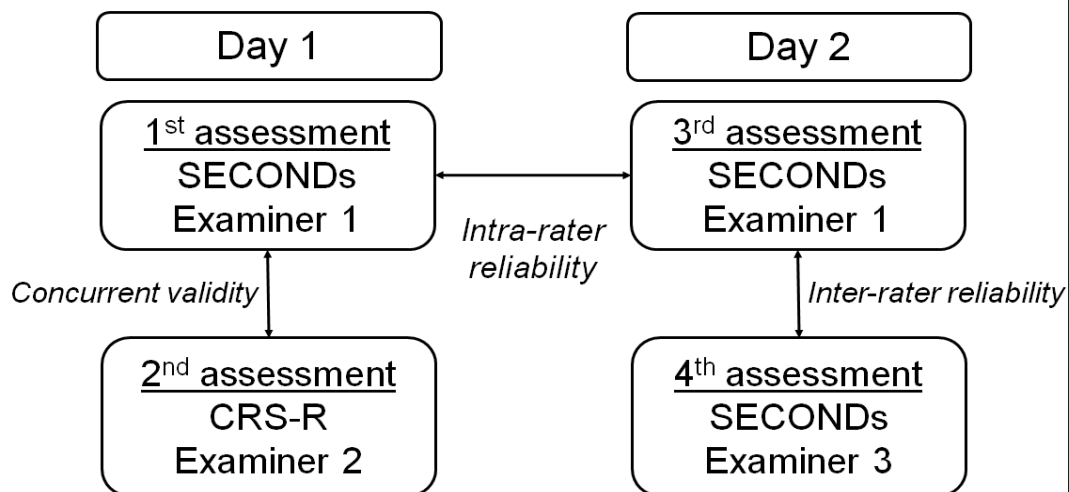 Day 1
Day 2
1st assessment
SECONDs
Examiner 1
3rd assessment
SECONDs
Examiner 1
Intra-rater
reliability
Concurrent validity
Inter-rater reliability
2nd assessment
CRS-R
Examiner 2
4th assessment
SECONDs
Examiner 3